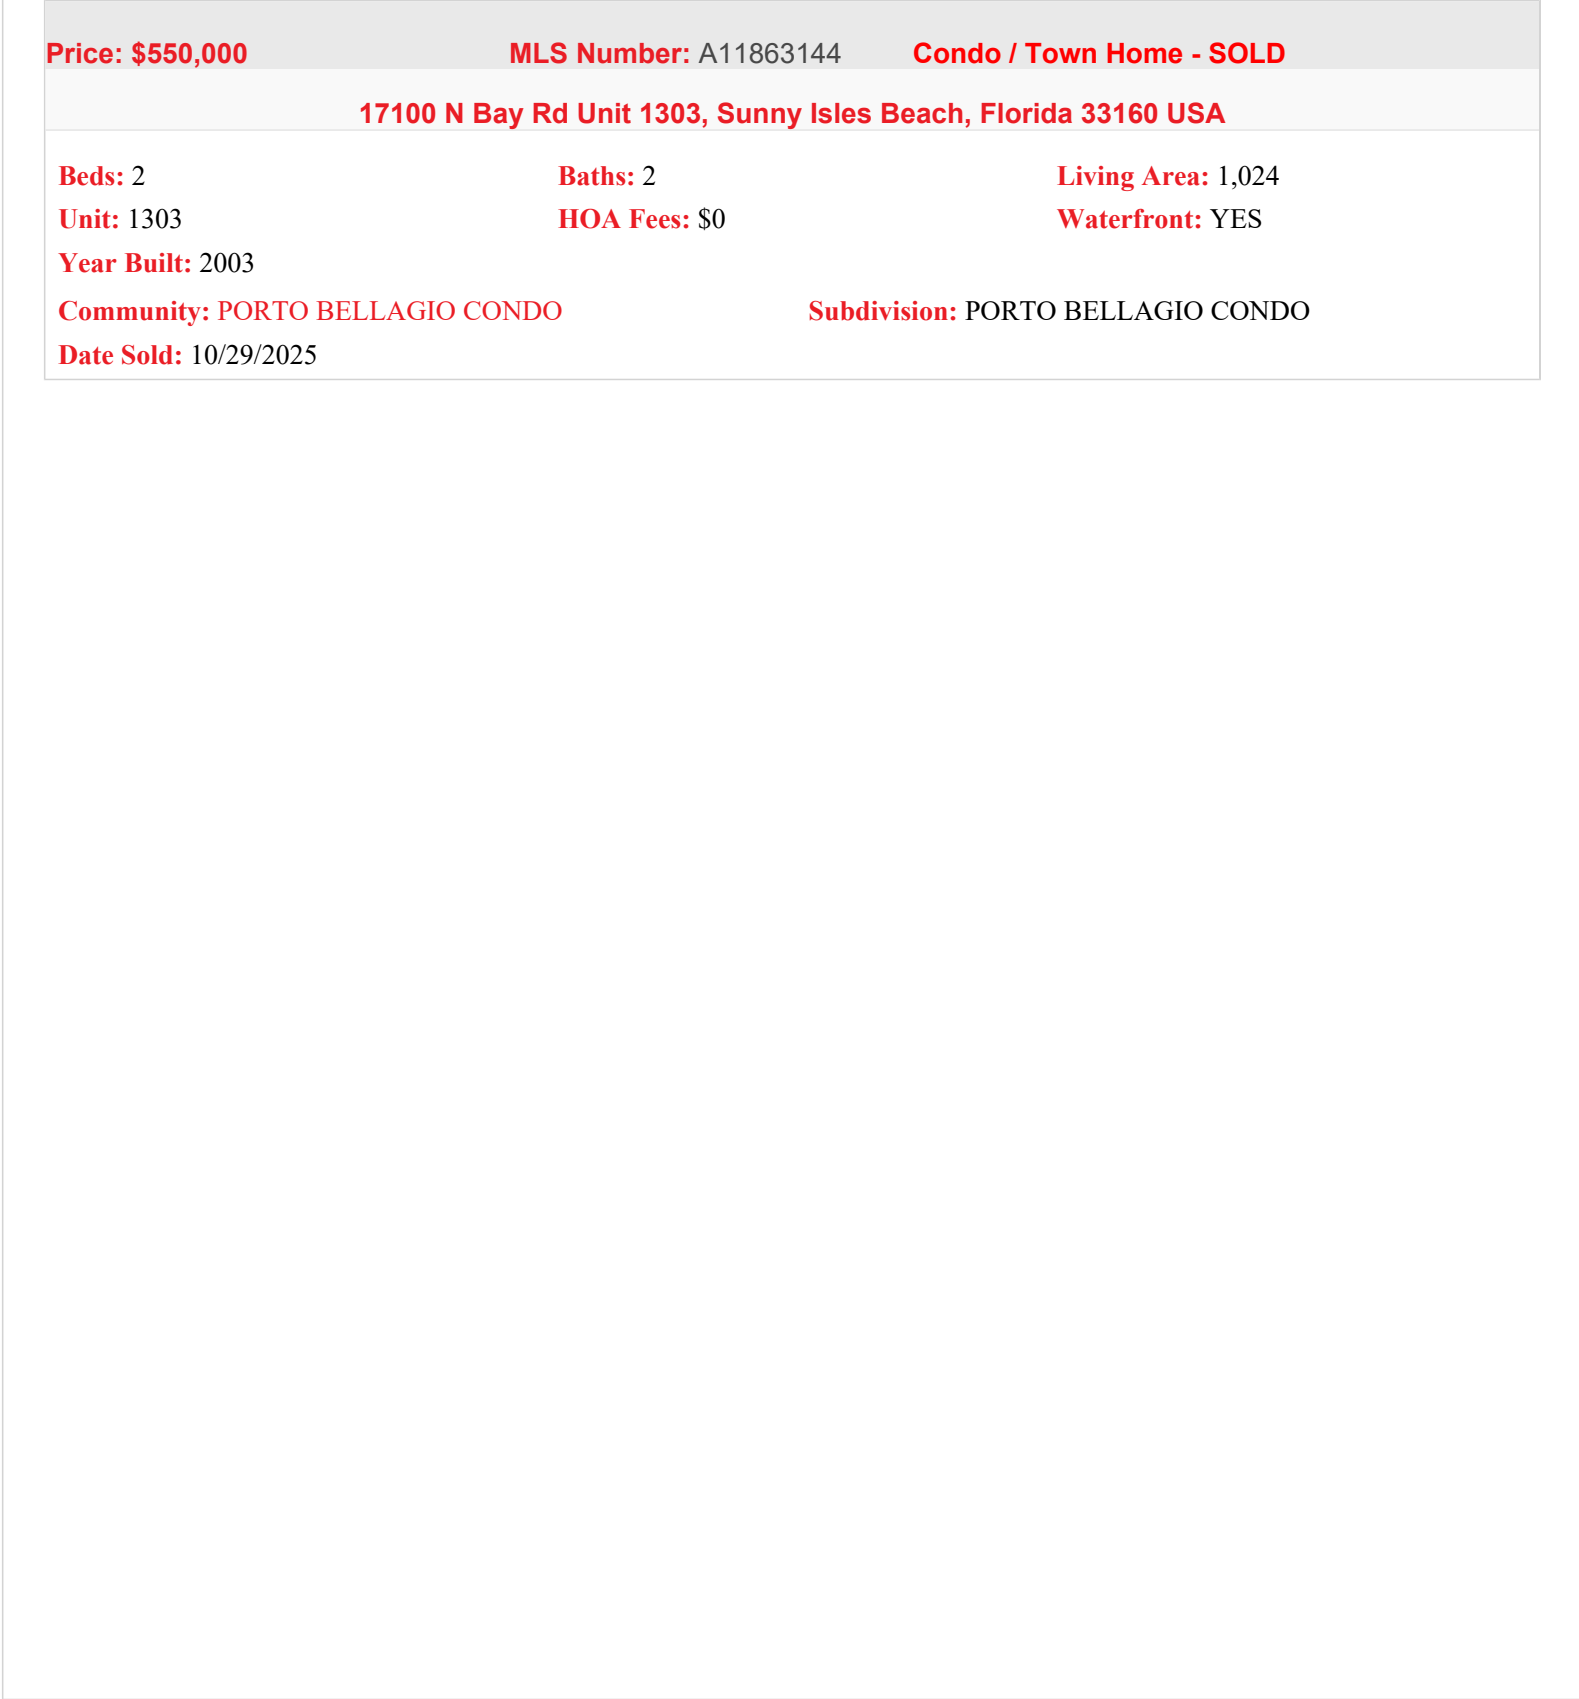 Price: $550,000 MLS Number: A11863144 Condo / Town Home - SOLD
17100 N Bay Rd Unit 1303, Sunny Isles Beach, Florida 33160 USA
Beds: 2 Baths: 2 Living Area: 1,024
Unit: 1303 HOA Fees: $0 Waterfront: YES
Year Built: 2003
Community: PORTO BELLAGIO CONDO Subdivision: PORTO BELLAGIO CONDO
Date Sold: 10/29/2025